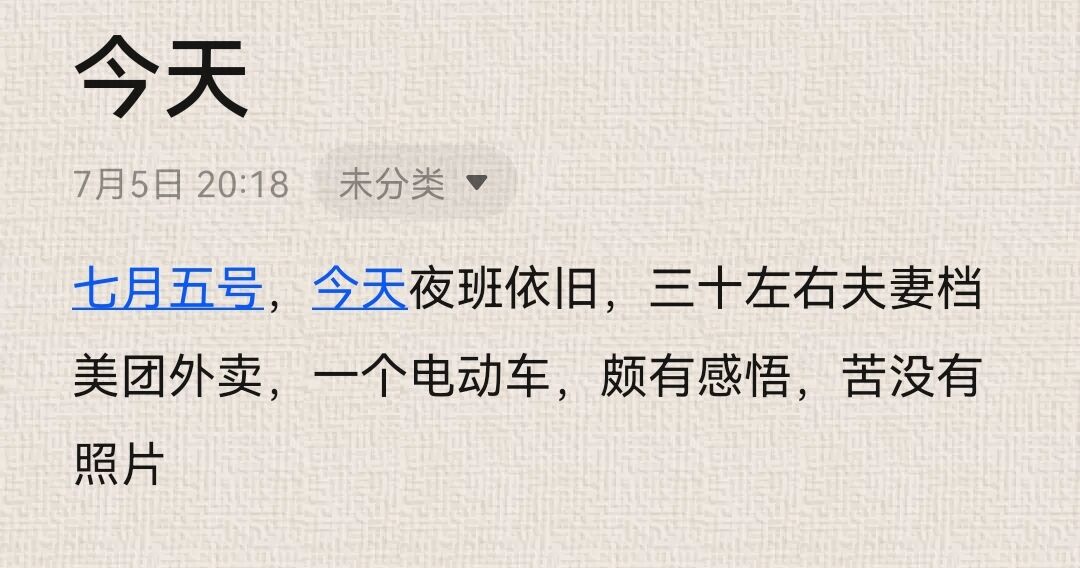 今天
7月5日 20:18 未分类
七月五号，今天夜班依旧，三十左右夫妻档
美团外卖，一个电动车，颇有感悟，苦没有
照片